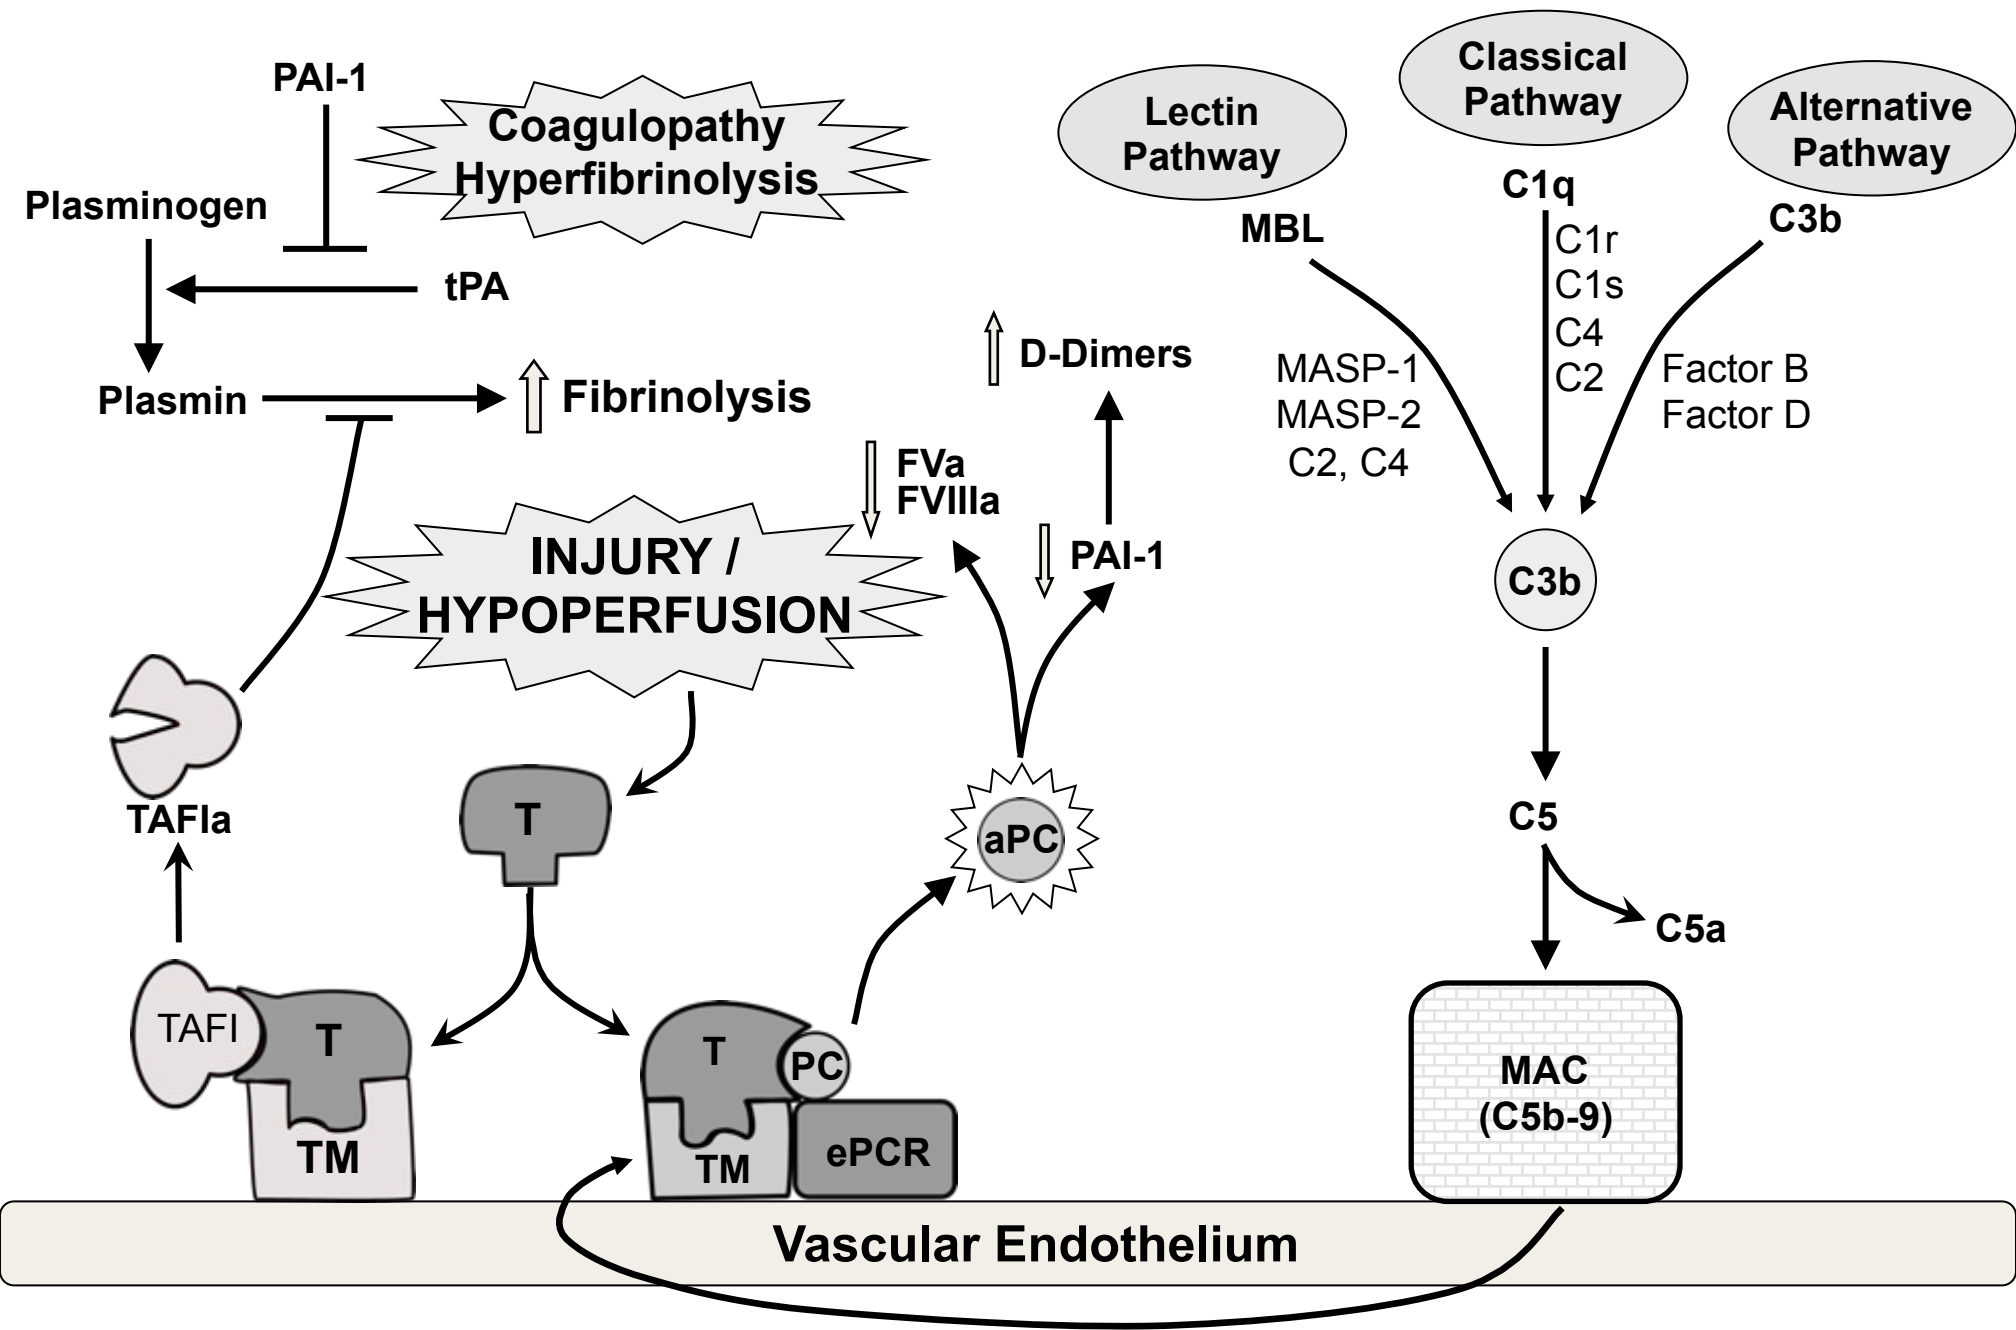 PAI-1
Coagulopathy
Hyperfibrinolysis
Plasminogen
tPA
Plasmin
Fibrinolysis
INJURY /
HYPOPERFUSION
FVa
FVIIIa
D-Dimers
PAI-1
TAFIa
T
aPC
TAFI
T
TM
T
PC
TM
ePCR
Lectin
Pathway
Classical
Pathway
Alternative
Pathway
MBL
C1q
C3b
C1r
C1s
C4
C2
MASP-1
MASP-2
C2, C4
Factor B
Factor D
C3b
C5
C5a
MAC
(C5b-9)
Vascular Endothelium